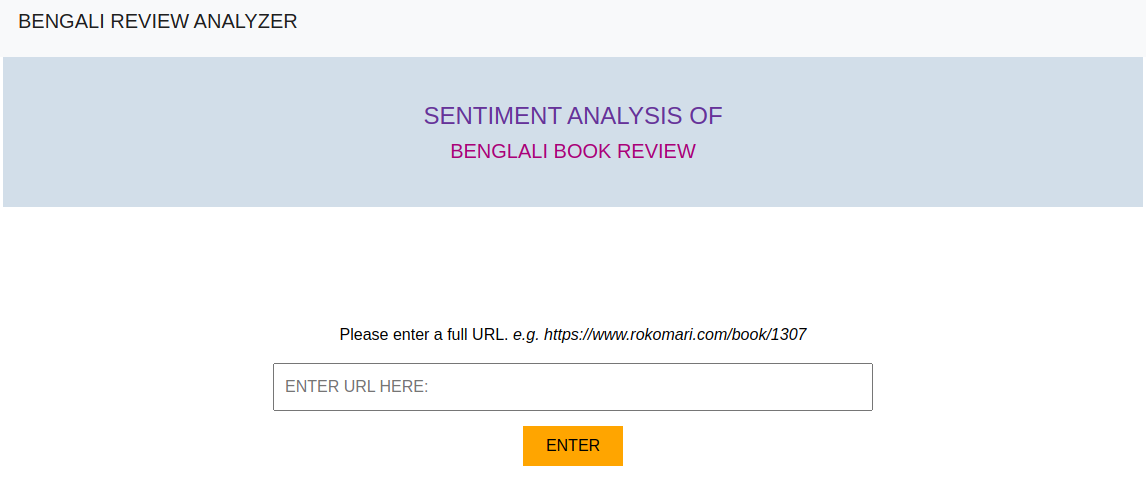 BENGALI REVIEW ANALYZER
SENTIMENT ANALYSIS OF
BENGLALI BOOK REVIEW
Please enter a full URL. e.g. https://www.rokomari.com/book/1307
ENTER URL HERE:
ENTER